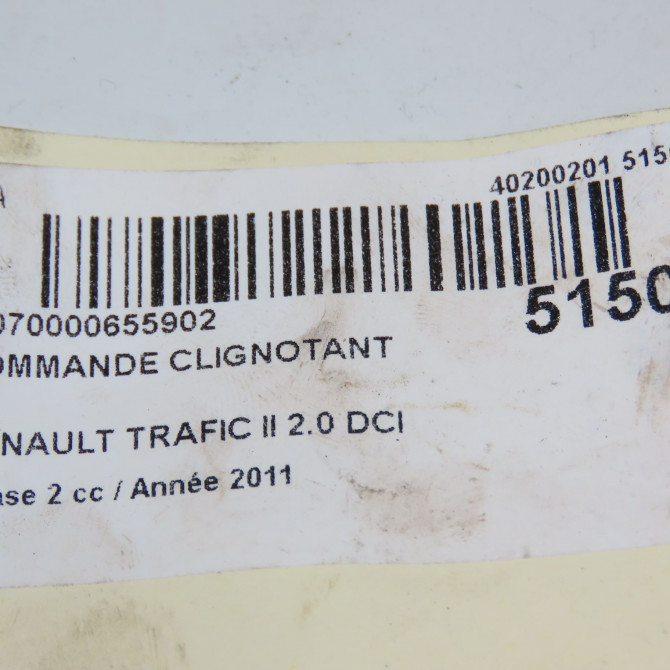 40200201 515
5150
070000655902
OMMANDE CLIGNOTANT
NAULT TRAFIC II 2.0 DCI
ase 2 cc / Année 2011